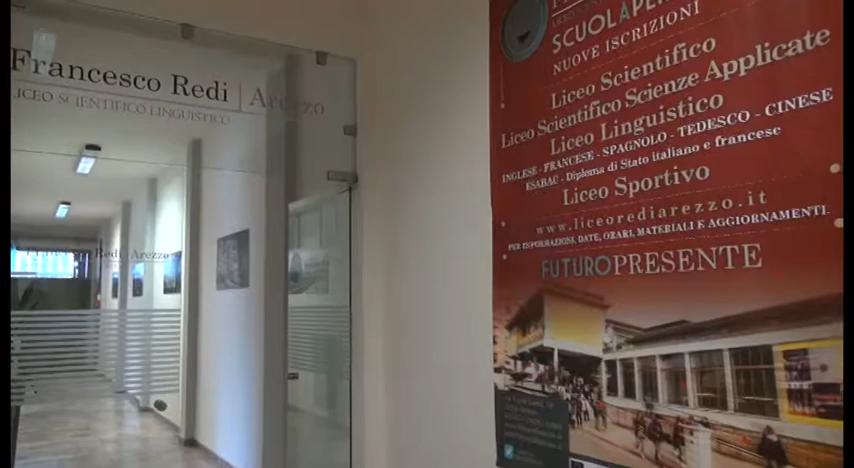 Francesco Redi | Arezzo
LICEO SCIENTIFICO LINGUISTICO
Redi Arezzo
SCUOLA
NUOVE ISCRIZIONI
Liceo Scientifico
Liceo Scientifico Scienze Applicate
Liceo Linguistico
INGLESE - FRANCESE - SPAGNOLO - TEDESCO - CINESE
ESABAC - Diploma di Stato Italiano e Francese
Liceo Sportivo
www.liceorediarezzo.it
PER INFORMAZIONI, DATE, ORARI, MATERIALI E AGGIORNAMENTI
FUTUROPRESENTE